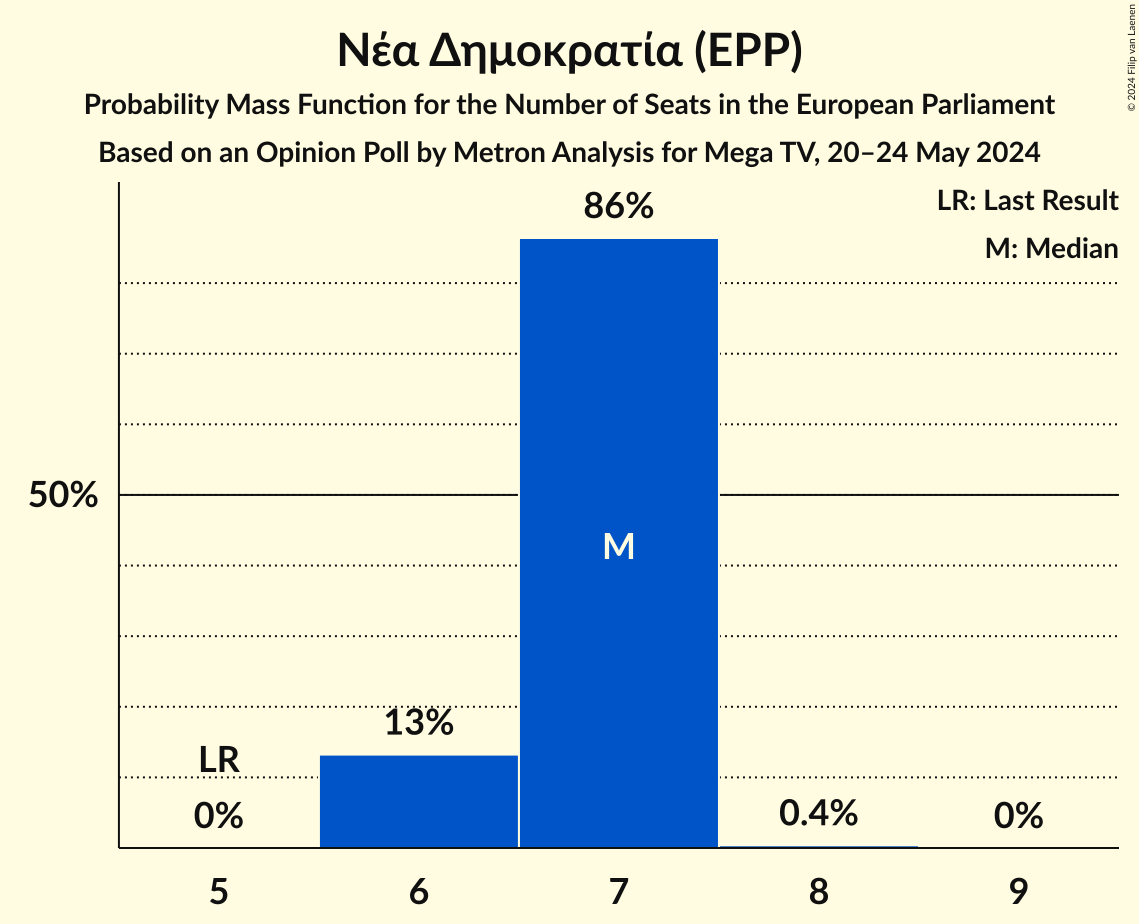 Νέα Δημοκρατία (EPP)
Probability Mass Function for the Number of Seats in the European Parliament
Based on an Opinion Poll by Metron Analysis for Mega TV, 20–24 May 2024
© 2024 Filip van Laenen
LR: Last Result
M: Median
86%
50%
M
13%
LR
0%
0.4%
0%
5 6 7 8 9